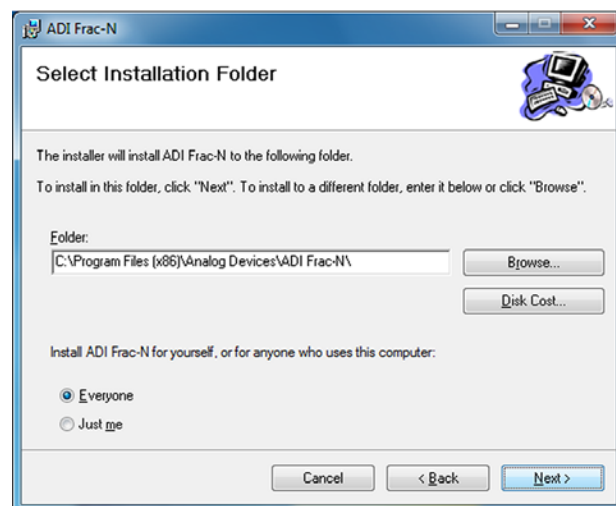 ADI Frac-N
Select Installation Folder
The installer will install ADI Frac-N to the following folder.
To install in this folder, click "Next". To install to a different folder, enter it below or click "Browse".
Folder:
C:\Program Files (x86)\Analog Devices\ADI Frac-N\
Browse...
Disk Cost...
Install ADI Frac-N for yourself, or for anyone who uses this computer:
Everyone
Just me
Cancel
< Back
Next >